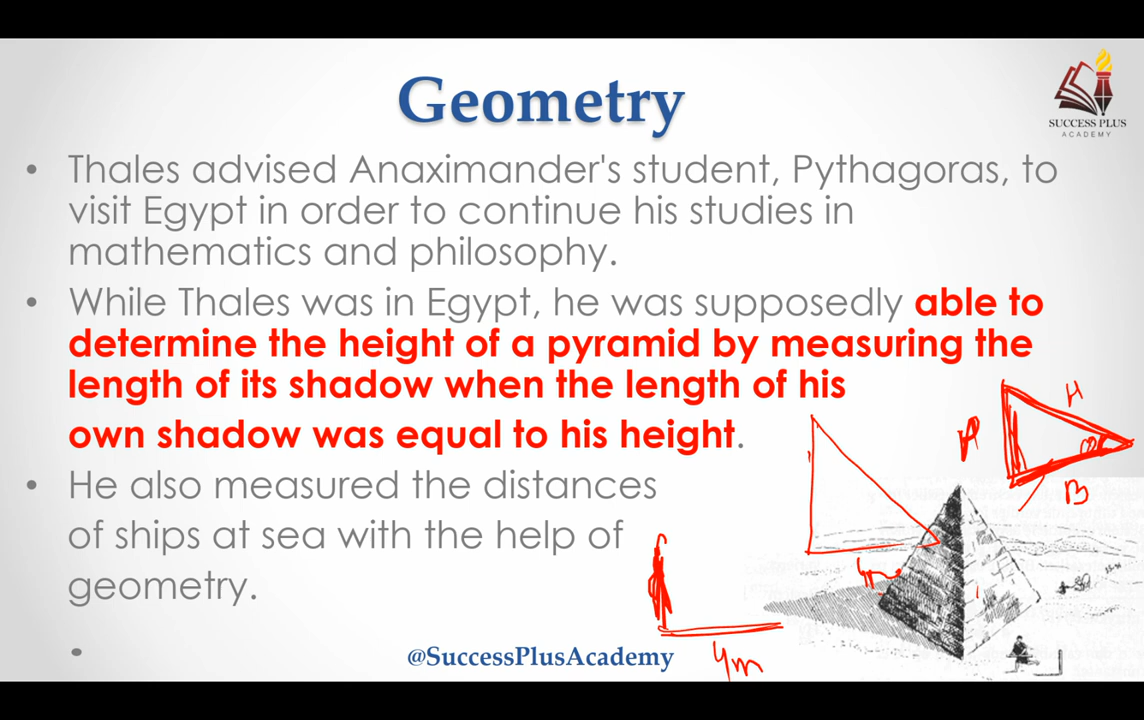 Geometry
SUCCESS PLUS
ACADEMY
• Thales advised Anaximander's student, Pythagoras, to
visit Egypt in order to continue his studies in
mathematics and philosophy.
• While Thales was in Egypt, he was supposedly able to
determine the height of a pyramid by measuring the
length of its shadow when the length of his
own shadow was equal to his height.
H
B
• He also measured the distances
of ships at sea with the help of
geometry.
4m
@SuccessPlusAcademy